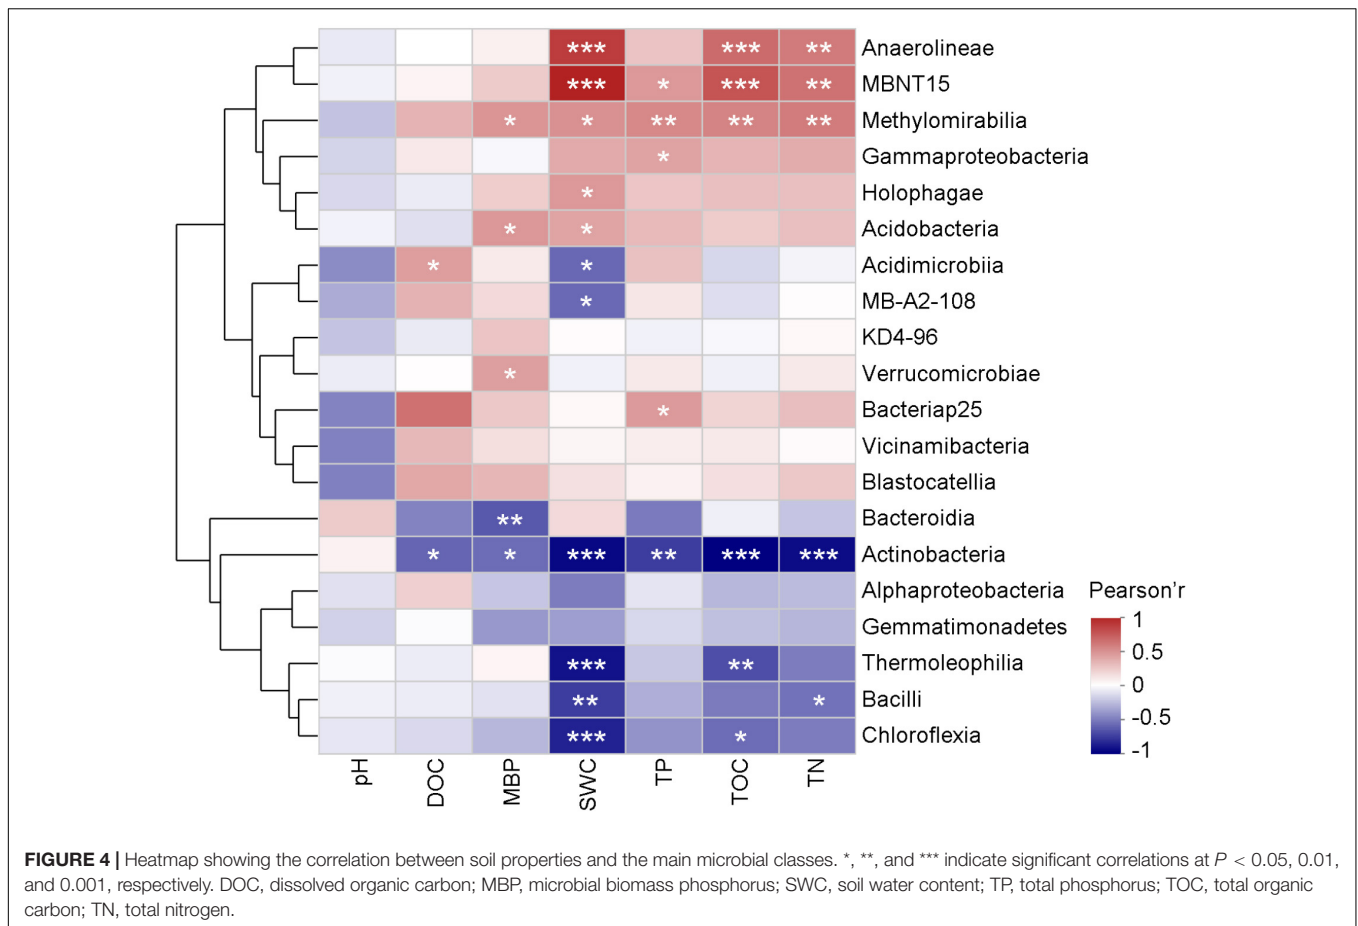 *** *** ** Anaerolineae
*** * *** ** MBNT15
* * ** ** ** Methylomirabilia
* Gammaproteobacteria
* Holophagae
* * Acidobacteria
* * Acidimicrobiia
* MB-A2-108
KD4-96
* Verrucomicrobiae
* Bacteriap25
Vicinamibacteria
Blastocatellia
** Bacteroidia
* * *** ** *** *** Actinobacteria
Alphaproteobacteria
Gemmatimonadetes
*** ** Thermoleophilia
** * Bacilli
*** * Chloroflexia
Pearson'r
1
0.5
0
-0.5
-1
pH
DOC
MBP
SWC
TP
TOC
TN
FIGURE 4 | Heatmap showing the correlation between soil properties and the main microbial classes. *, **, and *** indicate significant correlations at P < 0.05, 0.01,
and 0.001, respectively. DOC, dissolved organic carbon; MBP, microbial biomass phosphorus; SWC, soil water content; TP, total phosphorus; TOC, total organic
carbon; TN, total nitrogen.